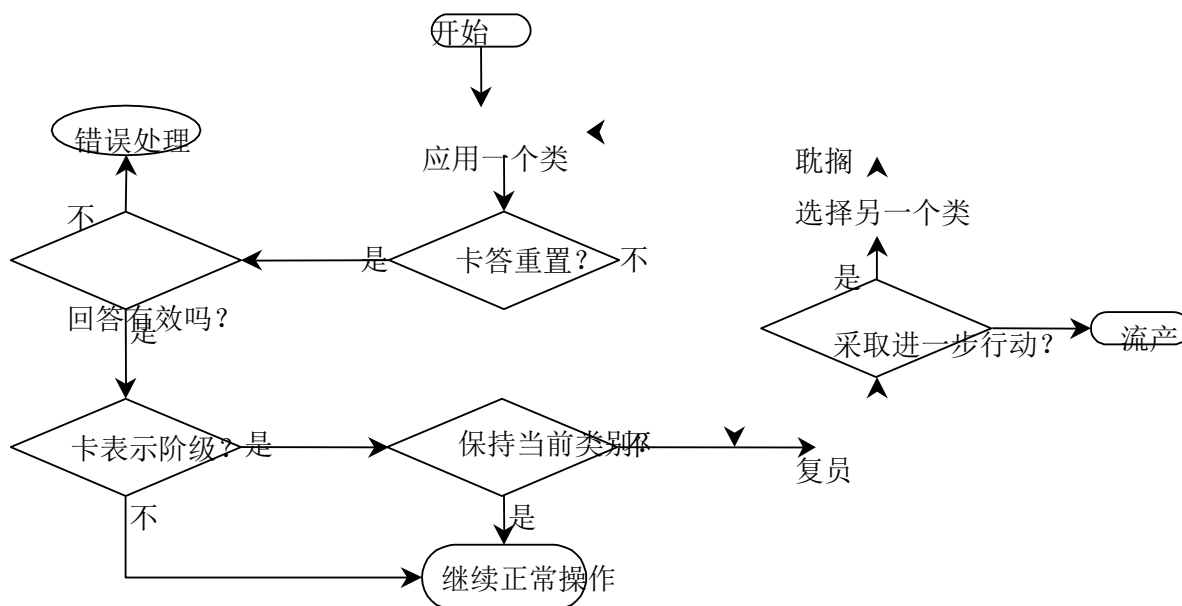 开始
错误处理
应用一个类
耽搁
不
选择另一个类
是
卡答重置?
不
是
回答有效吗?
是
采取进一步行动?
流产
卡表示阶级?
是
保持当前类别?
不
复员
不
是
继续正常操作